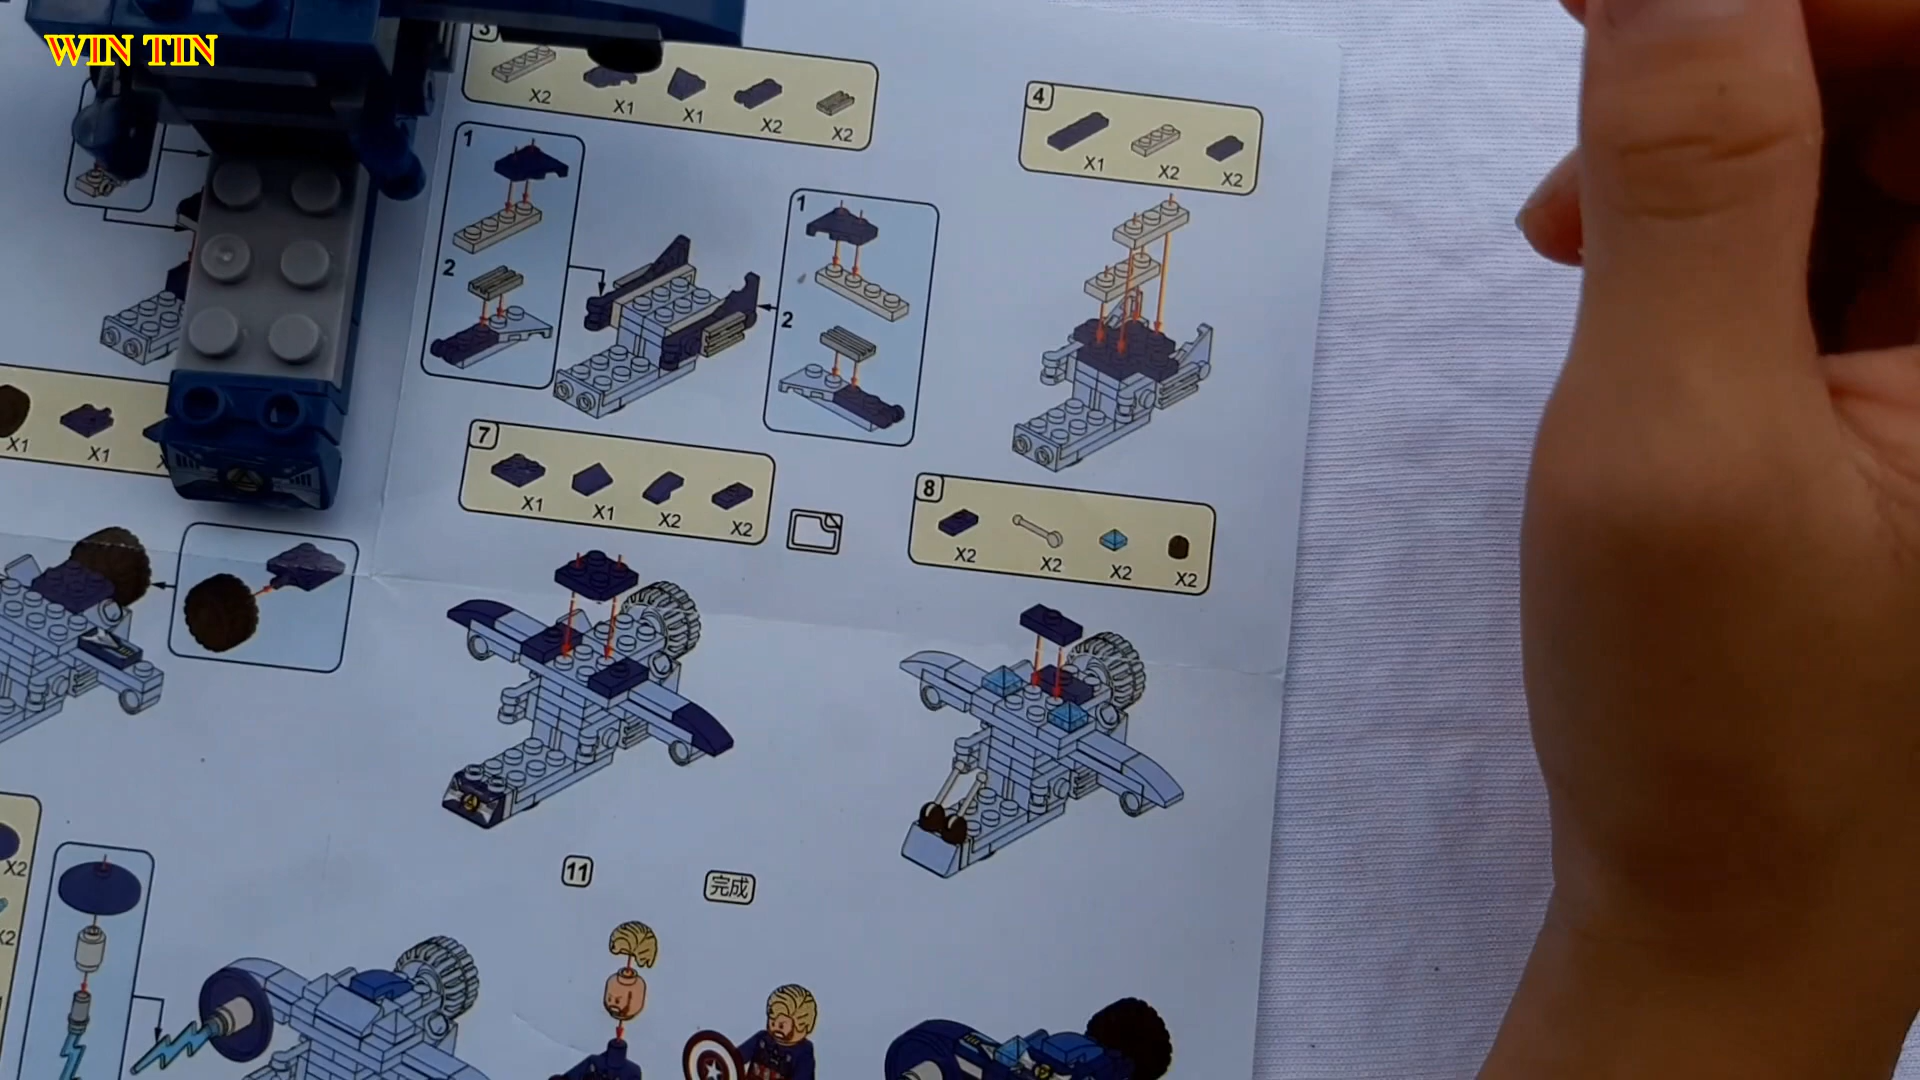 WIN TIN
3
X2 X1 X1 X2 X2
4
X1 X2 X2
1
2
1
2
X1 X1
7
X1 X1 X2 X2
8
X2 X2 X2 X2
X2
X2
11
完成